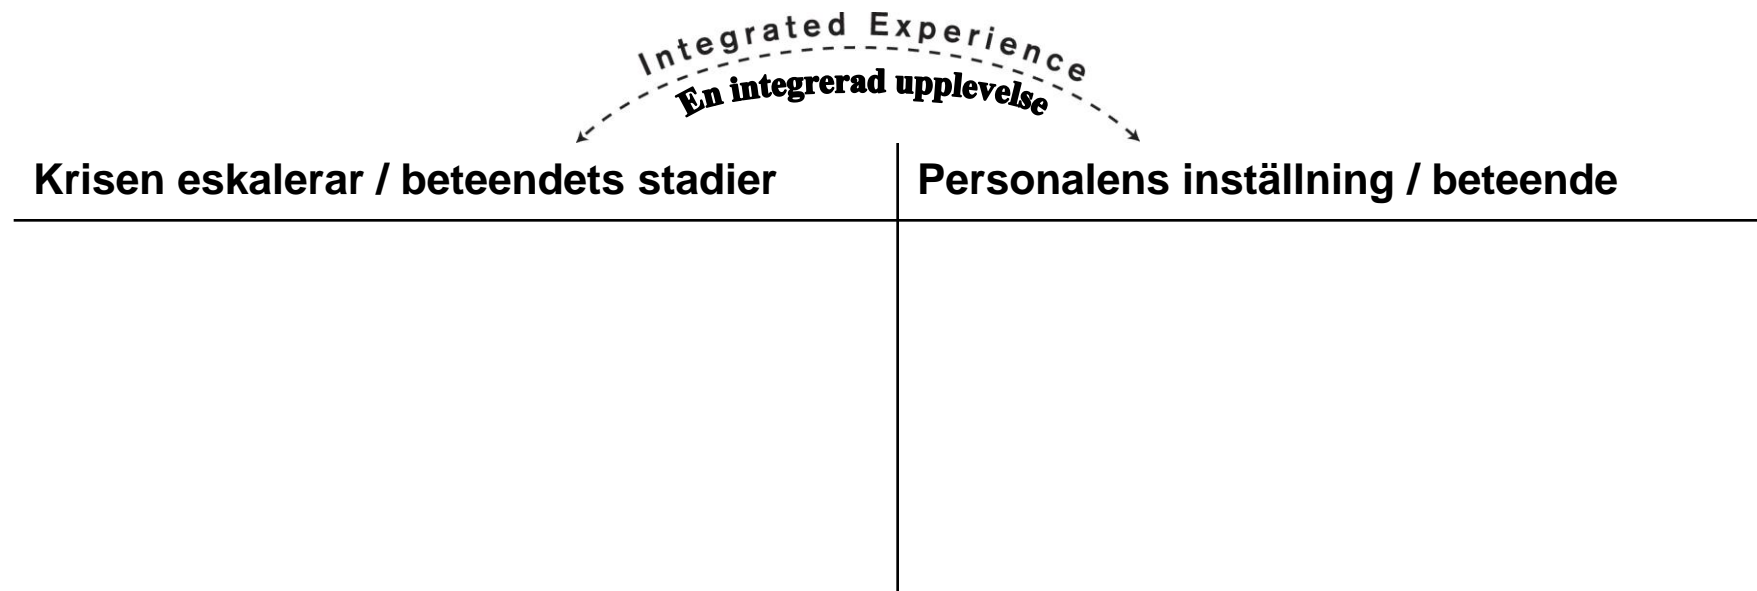 Integrated Experience
En integrerad upplevelse
Krisen eskalerar / beteendets stadier
Personalens inställning / beteende